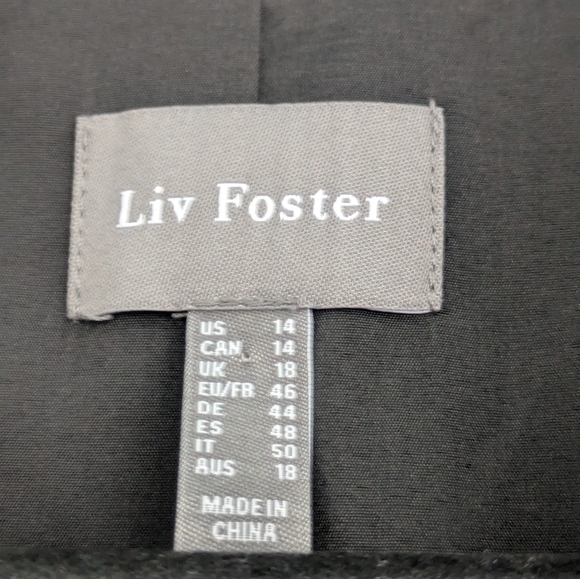 Liv Foster
US 14
CAN 14
UK 18
EU/FR 46
DE 44
ES 48
IT 50
AUS 18
MADE IN
CHINA